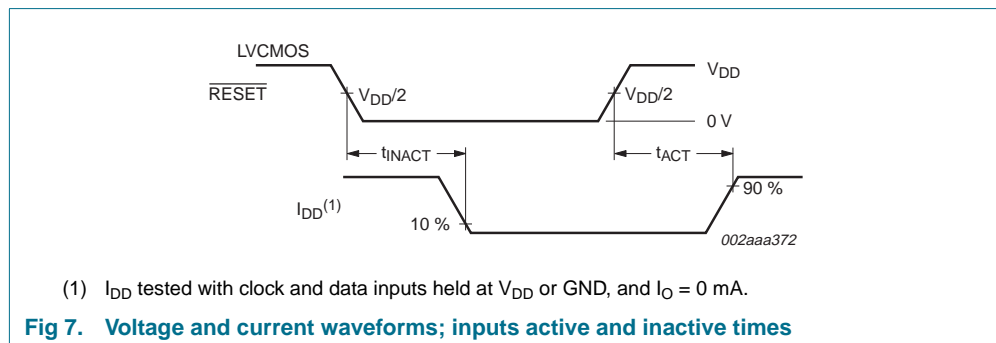 LVCMOS
RESET
VDD/2
VDD/2
VDD
0 V
tINACT
tACT
IDD(1)
10 %
90 %
002aaa372
(1) IDD tested with clock and data inputs held at VDD or GND, and IO = 0 mA.
Fig 7. Voltage and current waveforms; inputs active and inactive times